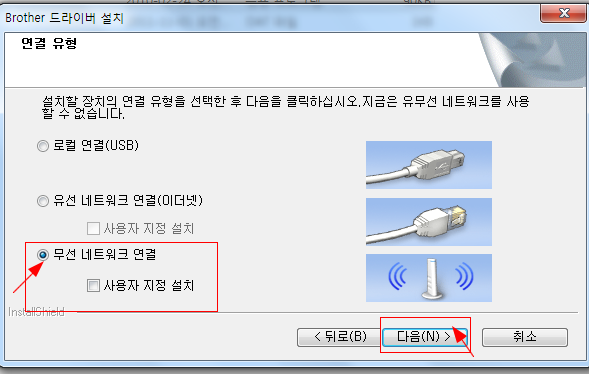 Brother 드라이버 설치
연결 유형
설치할 장치의 연결 유형을 선택한 후 다음을 클릭하십시오.지금은 유무선 네트워크를 사용
할 수 없습니다.
로컬 연결(USB)
유선 네트워크 연결(이더넷)
사용자 지정 설치
무선 네트워크 연결
사용자 지정 설치
InstallShield
< 뒤로(B)
다음(N) >
취소